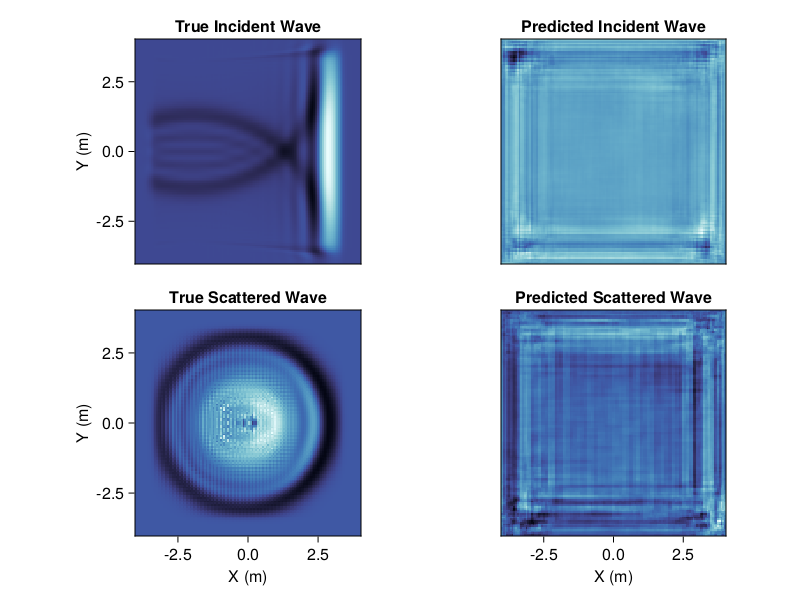 True Incident Wave
Predicted Incident Wave
Y (m)
2.5
0.0
-2.5
True Scattered Wave
Predicted Scattered Wave
Y (m)
2.5
0.0
-2.5
-2.5 0.0 2.5
X (m)
-2.5 0.0 2.5
X (m)